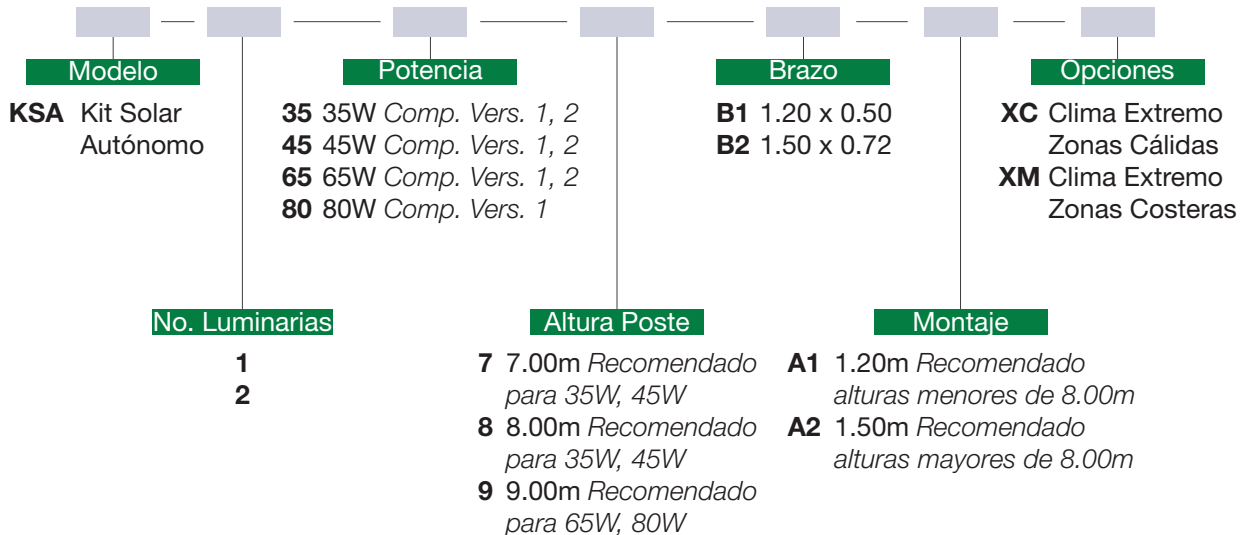 Modelo
KSA Kit Solar
Autónomo
Potencia
35 35W Comp. Vers. 1, 2
45 45W Comp. Vers. 1, 2
65 65W Comp. Vers. 1, 2
80 80W Comp. Vers. 1
Brazo
B1 1.20 x 0.50
B2 1.50 x 0.72
Opciones
XC Clima Extremo
Zonas Cálidas
XM Clima Extremo
Zonas Costeras
No. Luminarias
1
2
Altura Poste
7 7.00m Recomendado
para 35W, 45W
8 8.00m Recomendado
para 35W, 45W
9 9.00m Recomendado
para 65W, 80W
Montaje
A1 1.20m Recomendado
alturas menores de 8.00m
A2 1.50m Recomendado
alturas mayores de 8.00m